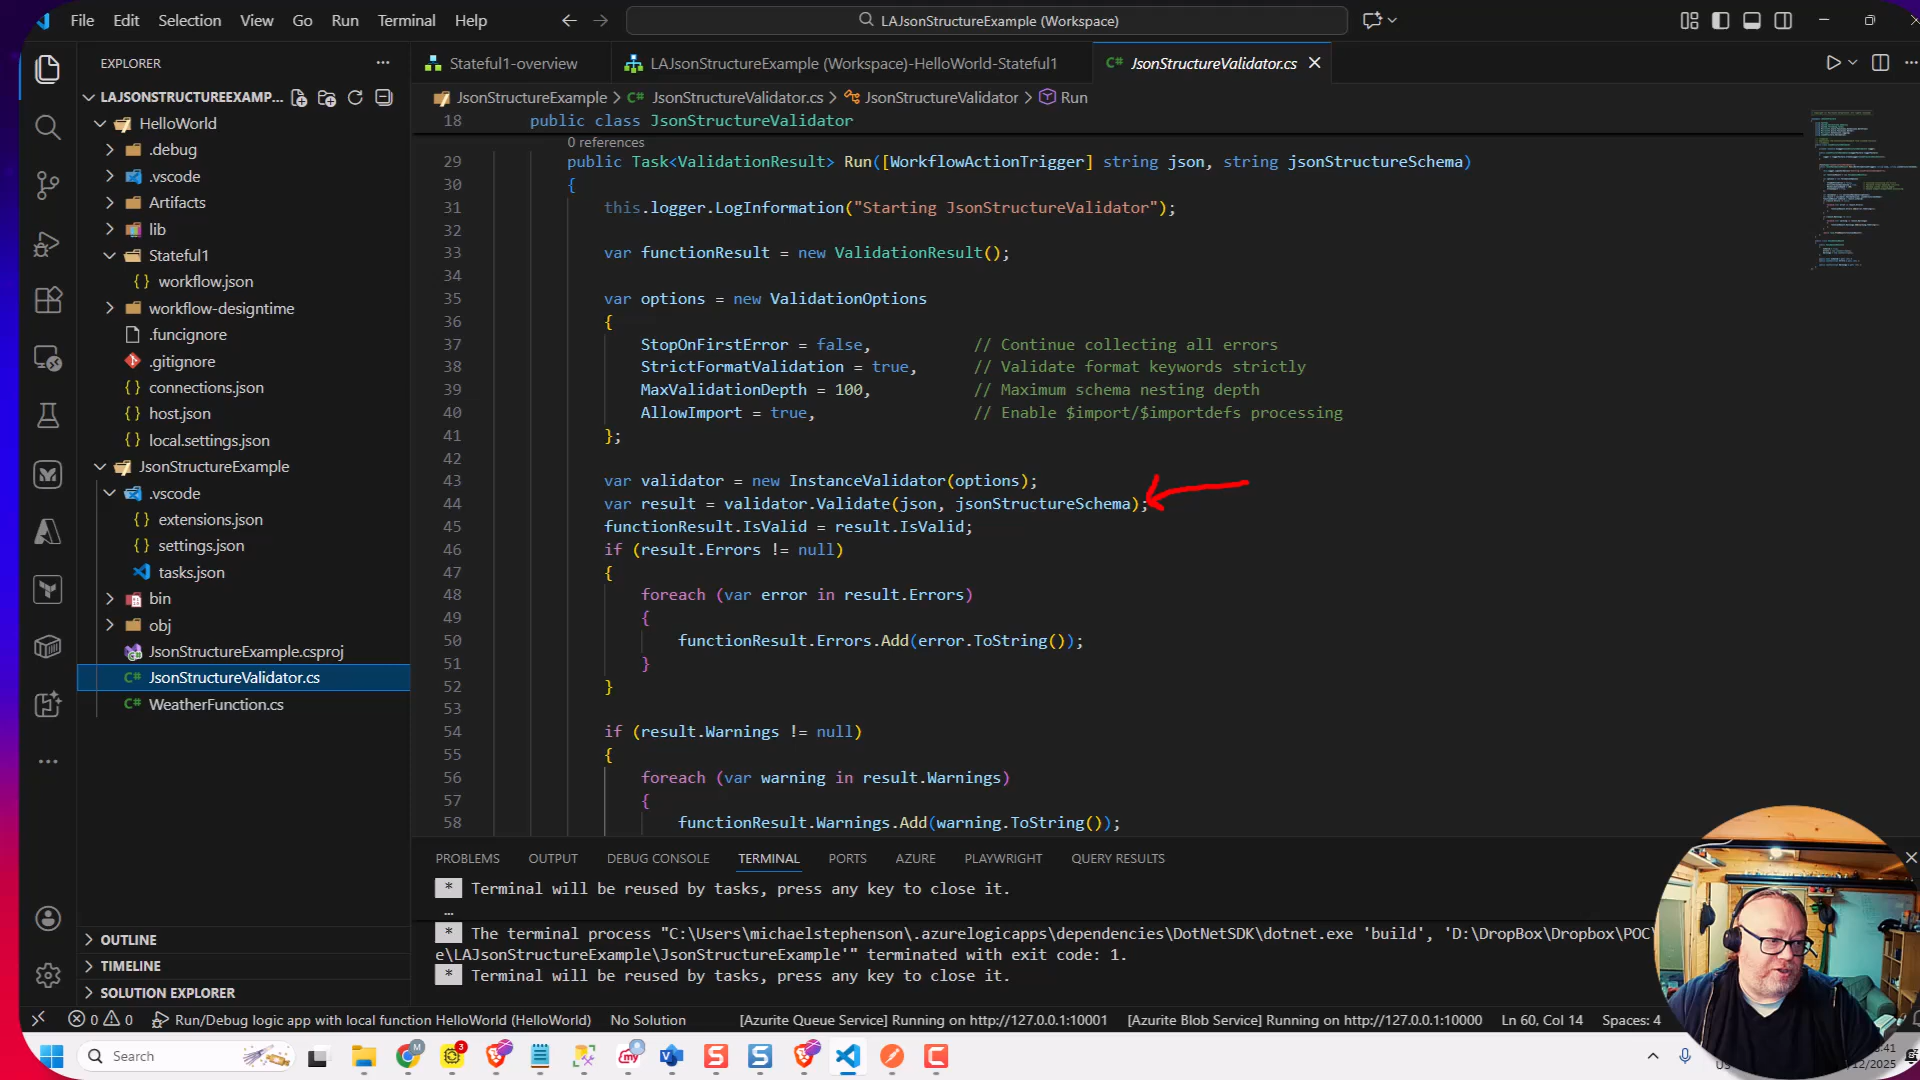 File Edit Selection View Go Run Terminal Help
LAJsonStructureExample (Workspace)
EXPLORER
Stateful1-overview
LAJsonStructureExample (Workspace)-HelloWorld-Stateful1
C# JsonStructureValidator.cs
LAJSONSTRUCTUREEXAMP...
JsonStructureExample > C# JsonStructureValidator.cs > JsonStructureValidator > Run
HelloWorld
.debug
.vscode
Artifacts
lib
Stateful1
{} workflow.json
workflow-designtime
.funcignore
.gitignore
{} connections.json
{} host.json
{} local.settings.json
JsonStructureExample
.vscode
{} extensions.json
{} settings.json
tasks.json
bin
obj
JsonStructureExample.csproj
C# JsonStructureValidator.cs
C# WeatherFunction.cs
OUTLINE
TIMELINE
SOLUTION EXPLORER
18 public class JsonStructureValidator
0 references
29 public Task<ValidationResult> Run([WorkflowActionTrigger] string json, string jsonStructureSchema)
30 {
31 this.logger.LogInformation("Starting JsonStructureValidator");
32
33 var functionResult = new ValidationResult();
34
35 var options = new ValidationOptions
36 {
37 StopOnFirstError = false, // Continue collecting all errors
38 StrictFormatValidation = true, // Validate format keywords strictly
39 MaxValidationDepth = 100, // Maximum schema nesting depth
40 AllowImport = true, // Enable $import/$importdefs processing
41 };
42
43 var validator = new InstanceValidator(options);
44 var result = validator.Validate(json, jsonStructureSchema);
45 functionResult.IsValid = result.IsValid;
46 if (result.Errors != null)
47 {
48 foreach (var error in result.Errors)
49 {
50 functionResult.Errors.Add(error.ToString());
51 }
52 }
53
54 if (result.Warnings != null)
55 {
56 foreach (var warning in result.Warnings)
57 {
58 functionResult.Warnings.Add(warning.ToString());
PROBLEMS OUTPUT DEBUG CONSOLE TERMINAL PORTS AZURE PLAYWRIGHT QUERY RESULTS
* Terminal will be reused by tasks, press any key to close it.
…
* The terminal process "C:\Users\michaelstephenson\.azurelogicapps\dependencies\DotNetSDK\dotnet.exe 'build', 'D:\DropBox\Dropbox\POC\
e\LAJsonStructureExample\JsonStructureExample'" terminated with exit code: 1.
* Terminal will be reused by tasks, press any key to close it.
0 0 Run/Debug logic app with local function HelloWorld (HelloWorld) No Solution [Azurite Queue Service] Running on http://127.0.0.1:10001 [Azurite Blob Service] Running on http://127.0.0.1:10000 Ln 60, Col 14 Spaces: 4
Search